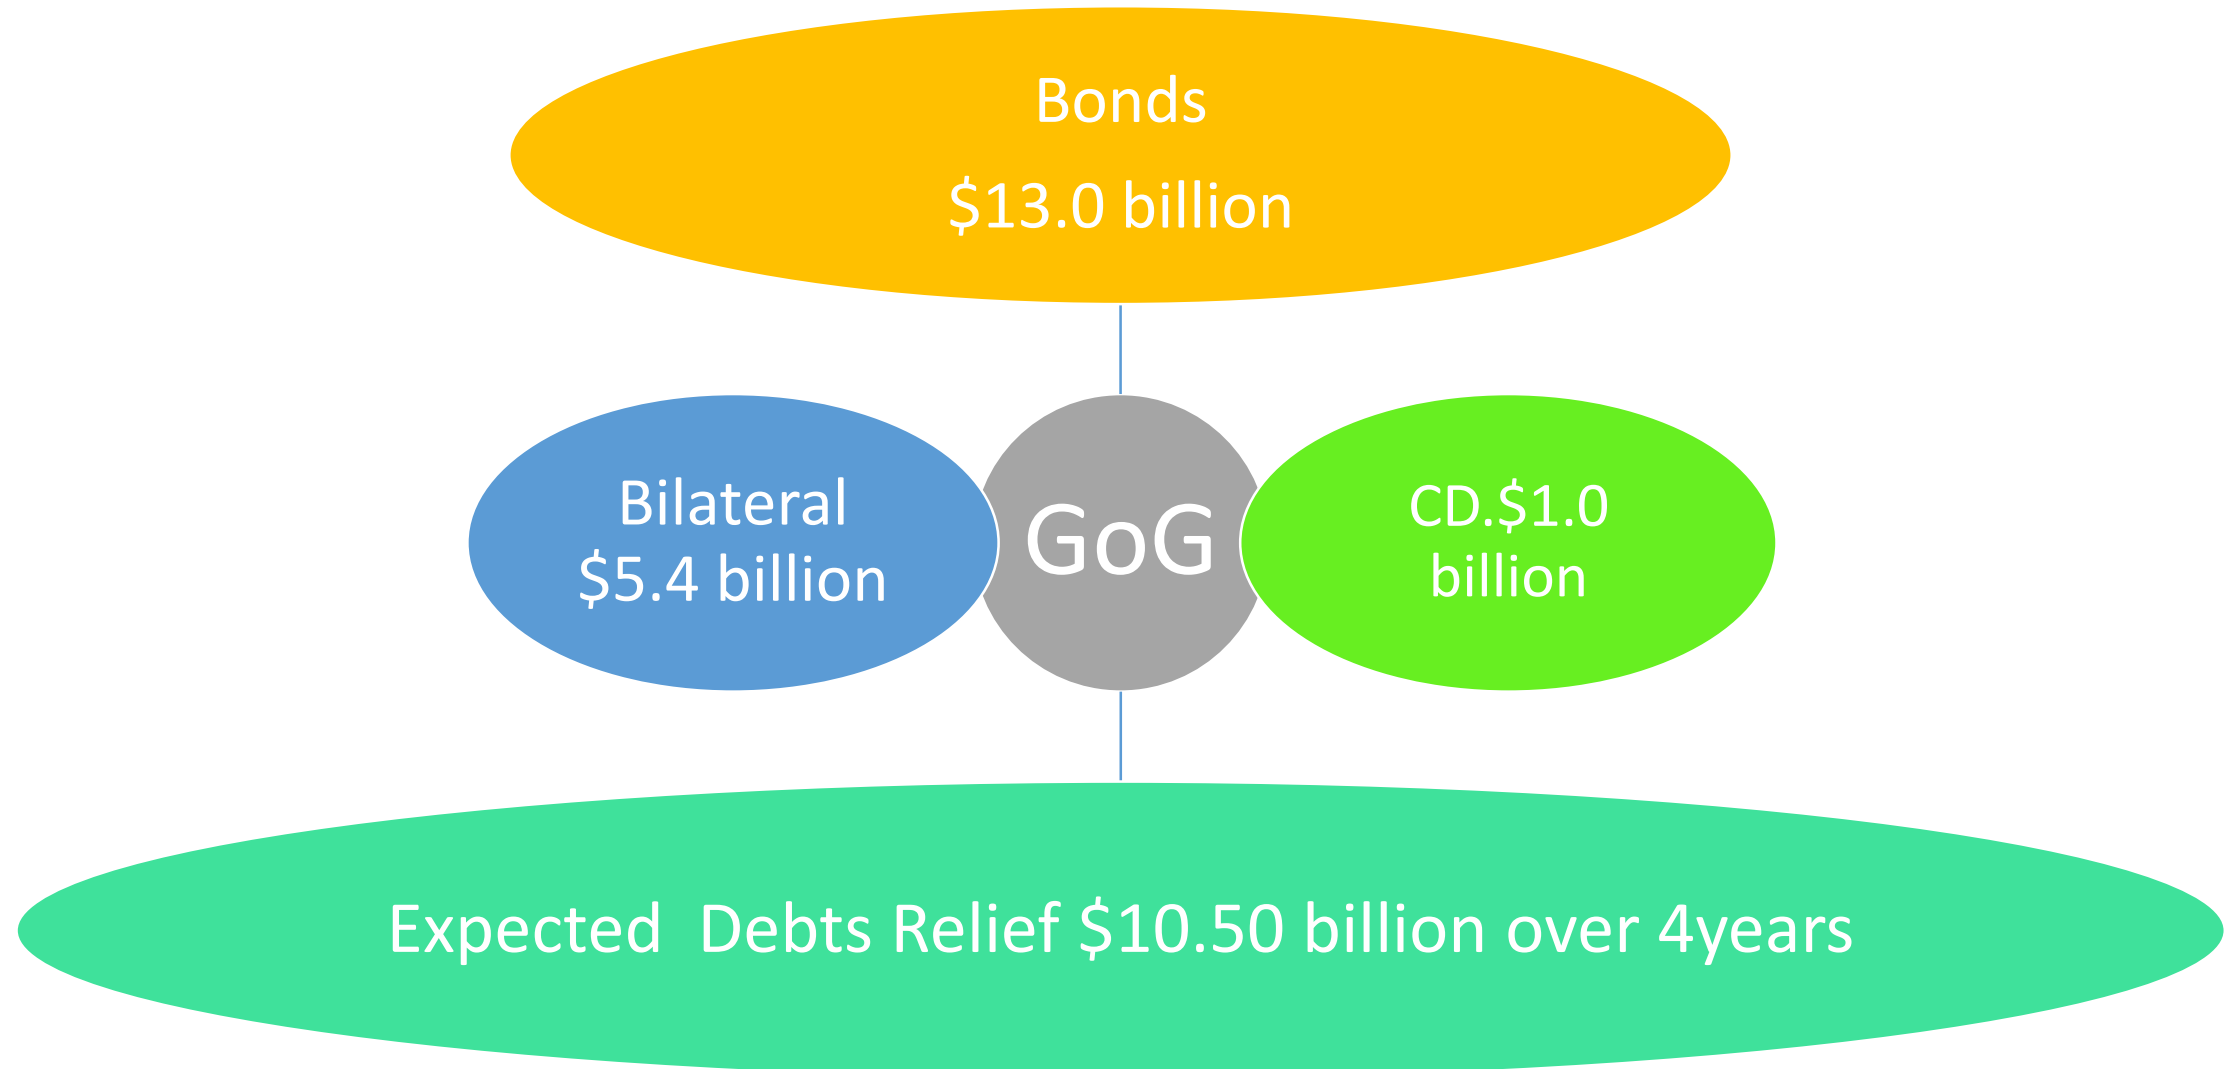 Bonds
$13.0 billion
Bilateral
$5.4 billion
GoG
CD.$1.0
billion
Expected  Debts Relief $10.50 billion over 4years